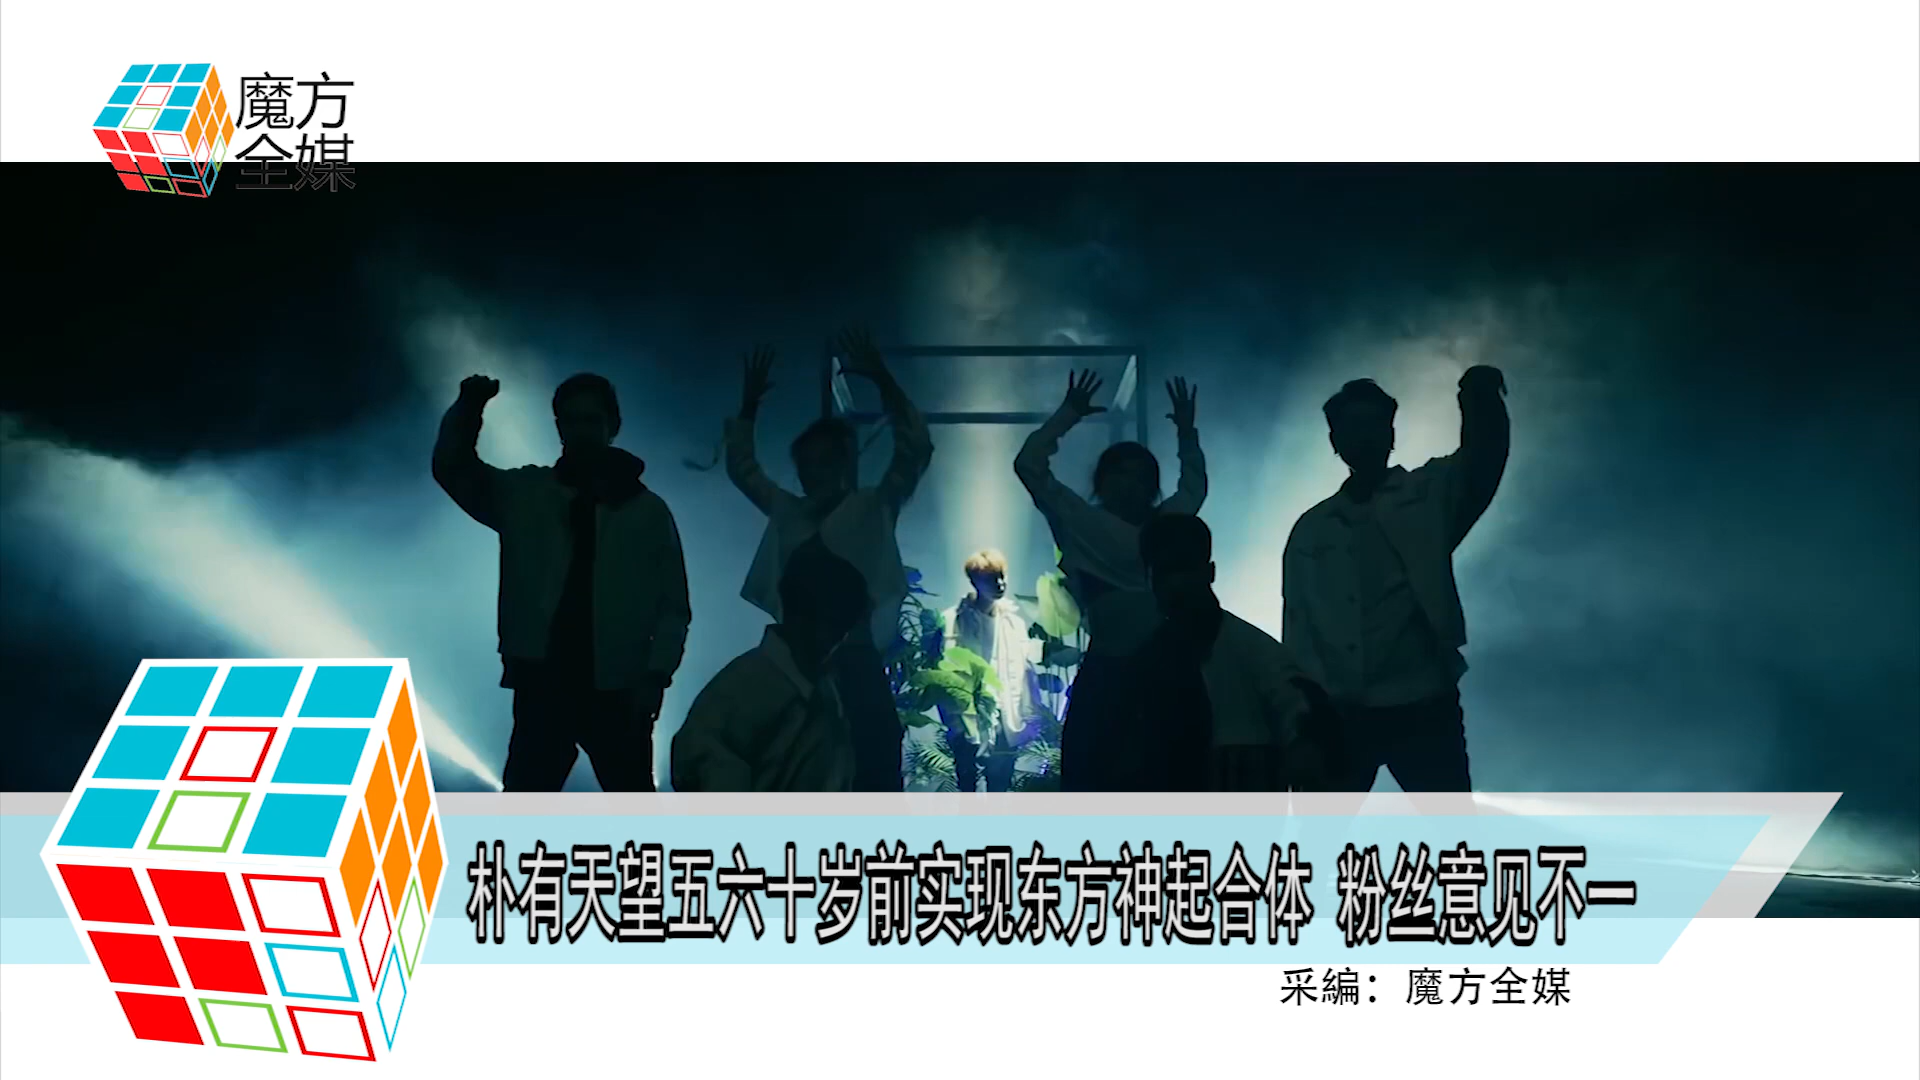 魔方
全媒
朴有天望五六十岁前实现东方神起合体 粉丝意见不一
采編：魔方全媒